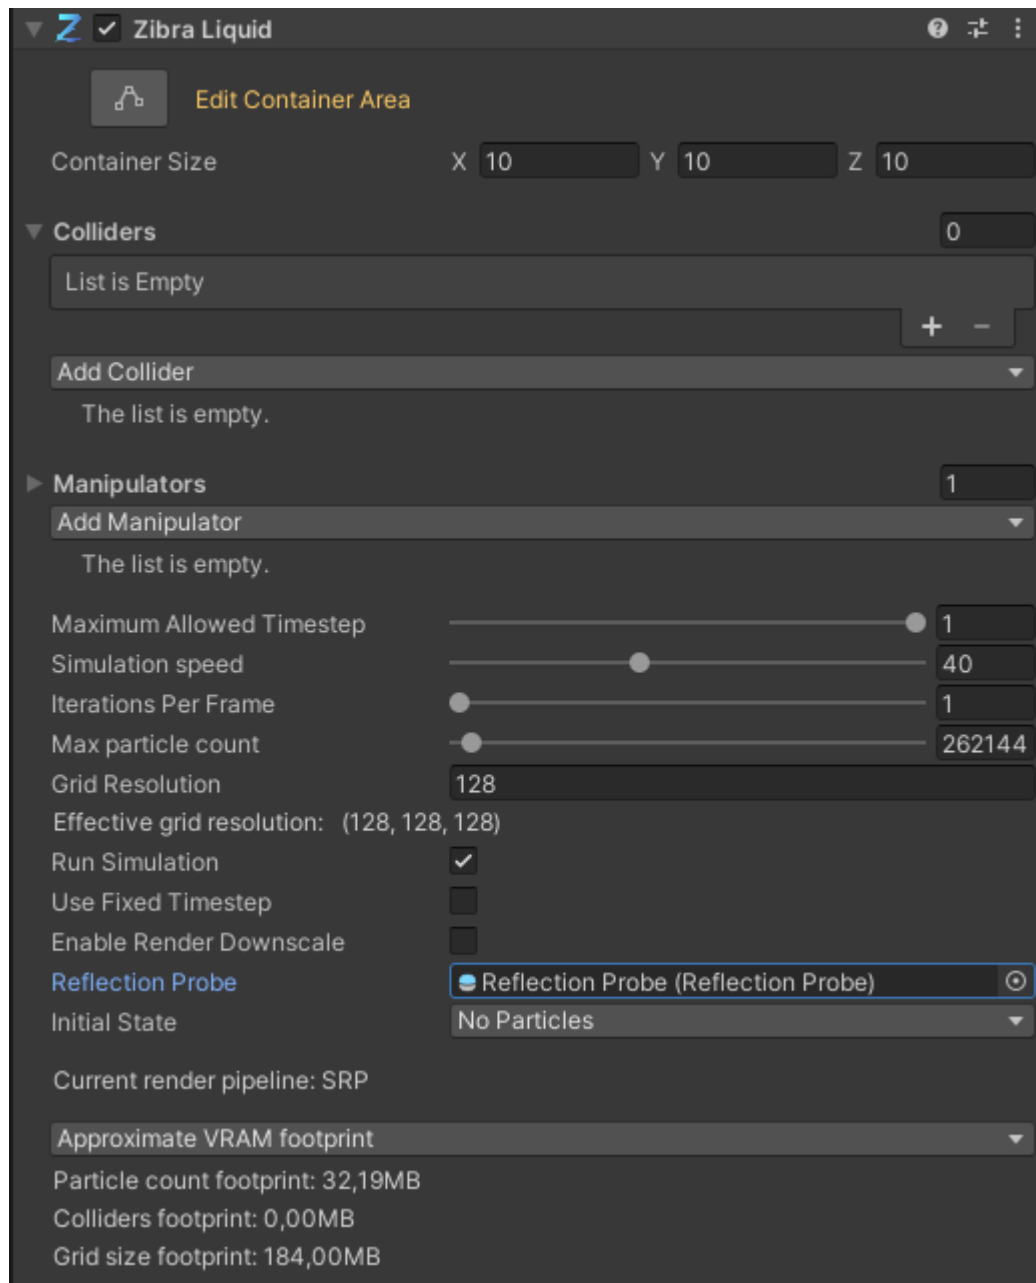 Zibra Liquid
Edit Container Area
Container Size X 10 Y 10 Z 10
Colliders 0
List is Empty
+ −
Add Collider
The list is empty.
Manipulators 1
Add Manipulator
The list is empty.
Maximum Allowed Timestep 1
Simulation speed 40
Iterations Per Frame 1
Max particle count 262144
Grid Resolution 128
Effective grid resolution: (128, 128, 128)
Run Simulation
Use Fixed Timestep
Enable Render Downscale
Reflection Probe Reflection Probe (Reflection Probe)
Initial State No Particles
Current render pipeline: SRP
Approximate VRAM footprint
Particle count footprint: 32,19MB
Colliders footprint: 0,00MB
Grid size footprint: 184,00MB